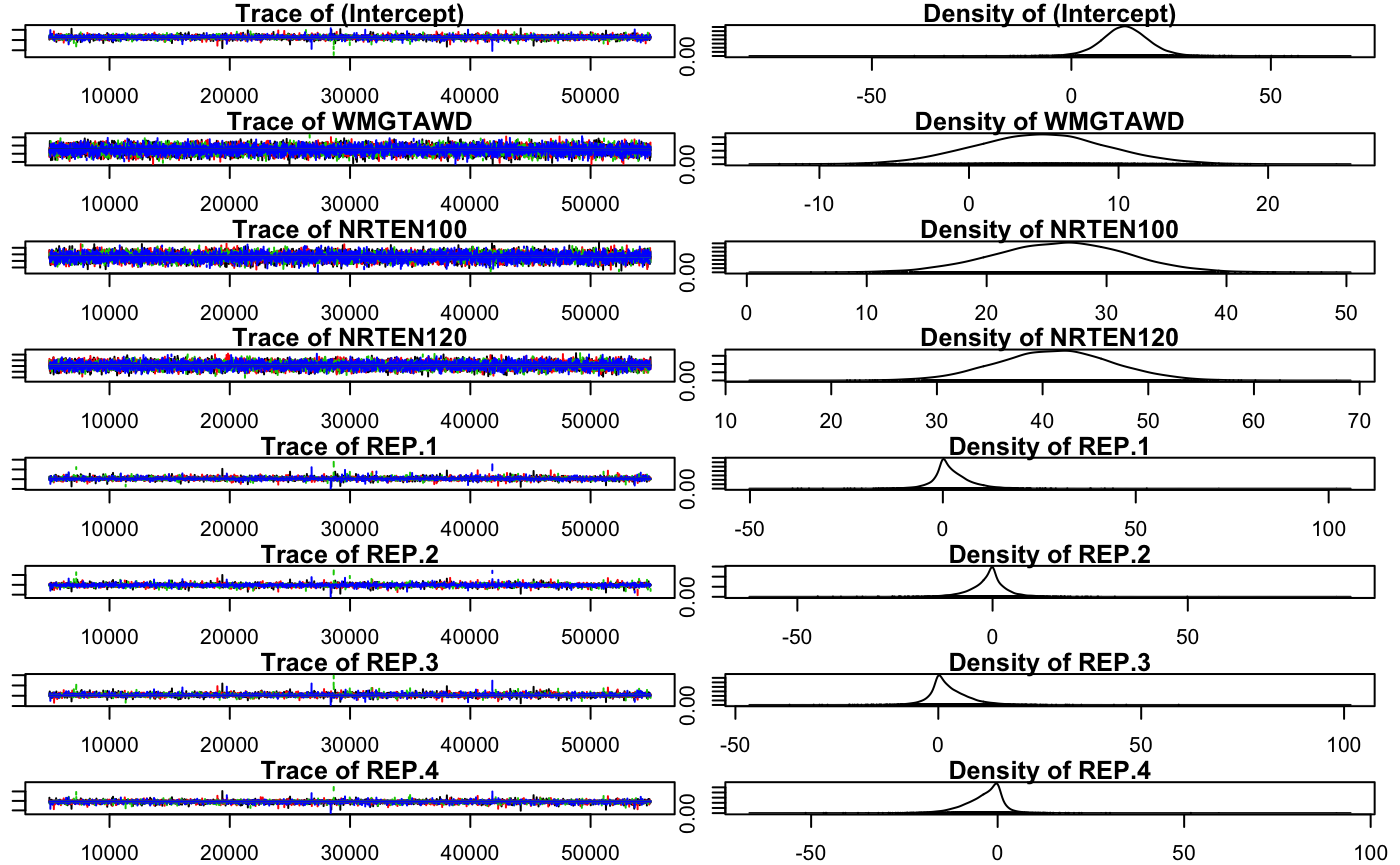 Trace of (Intercept) Density of (Intercept)
0.00
10000 20000 30000 40000 50000 -50 0 50
Trace of WMGTAWD Density of WMGTAWD
0.00
10000 20000 30000 40000 50000 -10 0 10 20
Trace of NRTEN100 Density of NRTEN100
0.00
10000 20000 30000 40000 50000 0 10 20 30 40 50
Trace of NRTEN120 Density of NRTEN120
0.00
10000 20000 30000 40000 50000 10 20 30 40 50 60 70
Trace of REP.1 Density of REP.1
0.00
10000 20000 30000 40000 50000 -50 0 50 100
Trace of REP.2 Density of REP.2
0.00
10000 20000 30000 40000 50000 -50 0 50
Trace of REP.3 Density of REP.3
0.00
10000 20000 30000 40000 50000 -50 0 50 100
Trace of REP.4 Density of REP.4
0.00
10000 20000 30000 40000 50000 -50 0 50 100